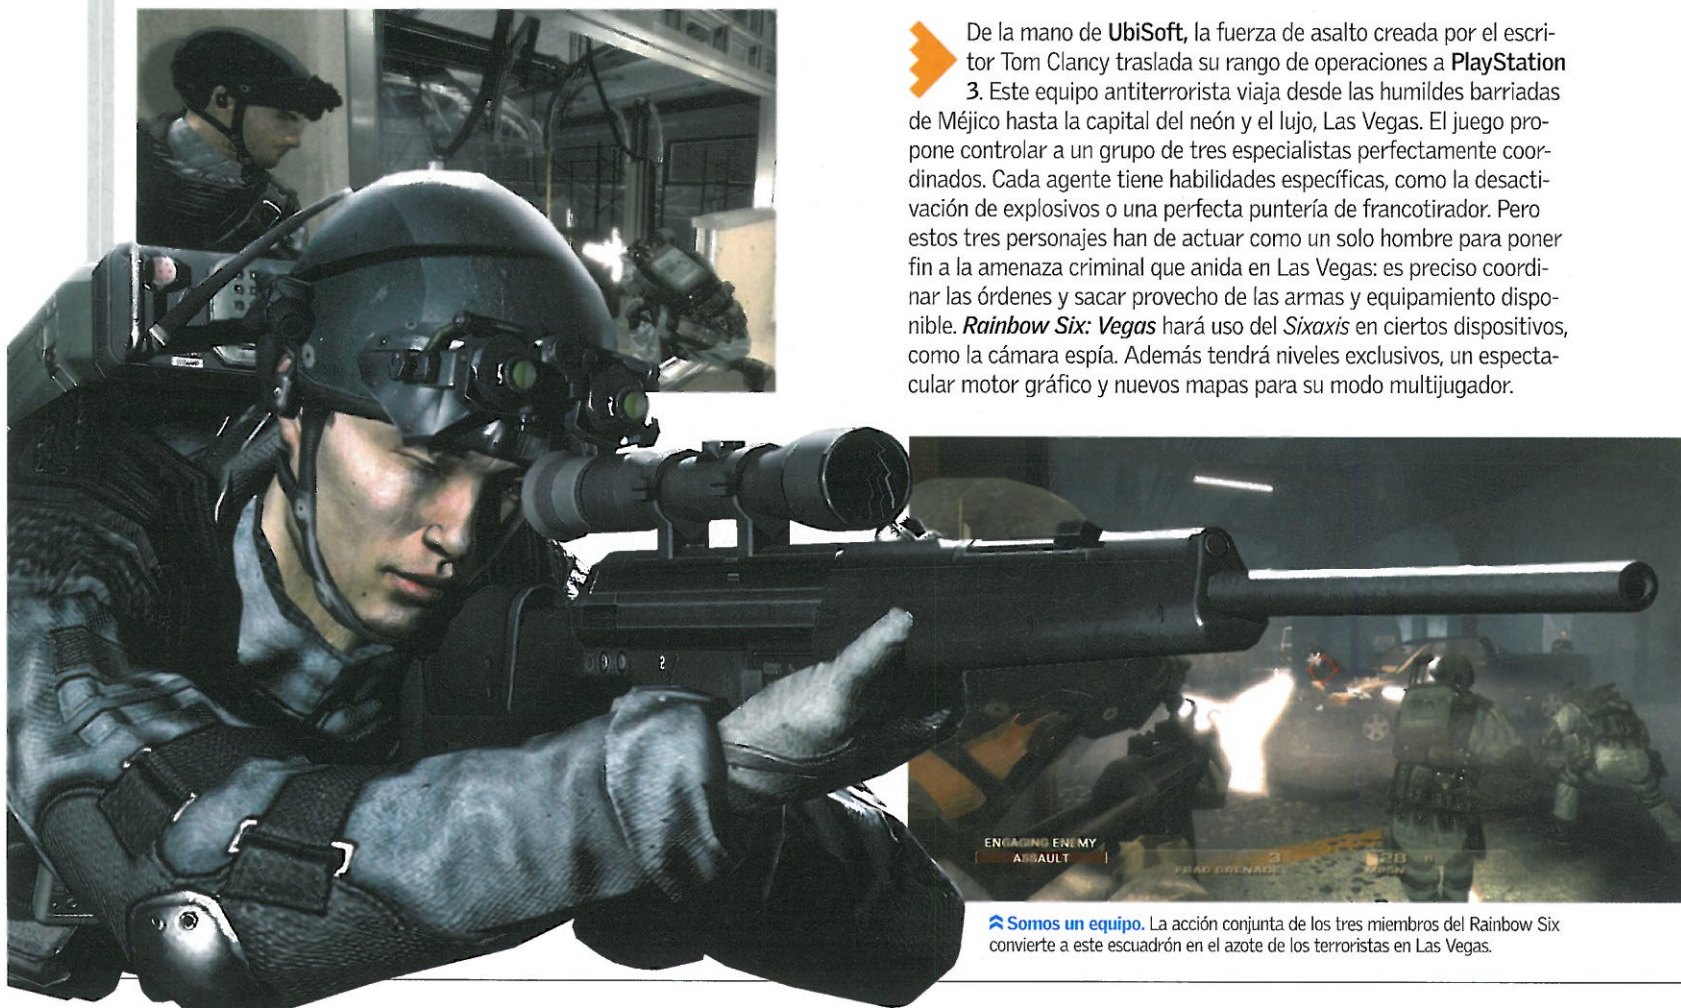 De la mano de UbiSoft, la fuerza de asalto creada por el escri-
tor Tom Clancy traslada su rango de operaciones a PlayStation
3. Este equipo antiterrorista viaja desde las humildes barriadas
de Méjico hasta la capital del neón y el lujo, Las Vegas. El juego pro-
pone controlar a un grupo de tres especialistas perfectamente coor-
dinados. Cada agente tiene habilidades específicas, como la desacti-
vación de explosivos o una perfecta puntería de francotirador. Pero
estos tres personajes han de actuar como un solo hombre para poner
fin a la amenaza criminal que anida en Las Vegas: es preciso coordi-
nar las órdenes y sacar provecho de las armas y equipamiento dispo-
nible. Rainbow Six: Vegas hará uso del Sixaxis en ciertos dispositivos,
como la cámara espía. Además tendrá niveles exclusivos, un especta-
cular motor gráfico y nuevos mapas para su modo multijugador.
ENGAGING ENEMY
ASSAULT
3
FRAG GRENADE
28
MP5N
Somos un equipo. La acción conjunta de los tres miembros del Rainbow Six
convierte a este escuadrón en el azote de los terroristas en Las Vegas.